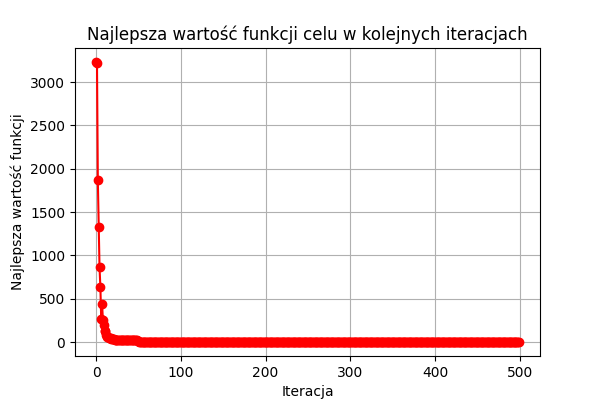 Najlepsza wartość funkcji celu w kolejnych iteracjach
Najlepsza wartość funkcji
3000
2500
2000
1500
1000
500
0
0 100 200 300 400 500
Iteracja